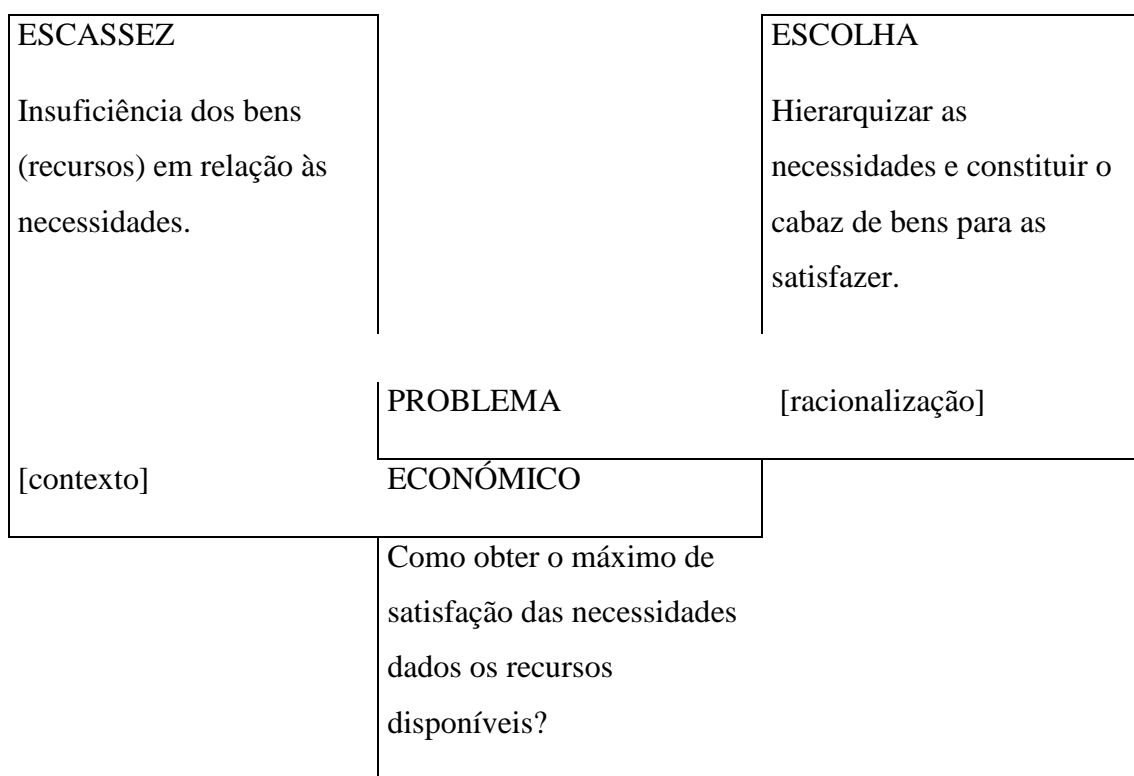 ESCASSEZ
Insuficiência dos bens
(recursos) em relação às
necessidades.
ESCOLHA
Hierarquizar as
necessidades e constituir o
cabaz de bens para as
satisfazer.
PROBLEMA
[racionalização]
[contexto]
ECONÓMICO
Como obter o máximo de
satisfação das necessidades
dados os recursos
disponíveis?